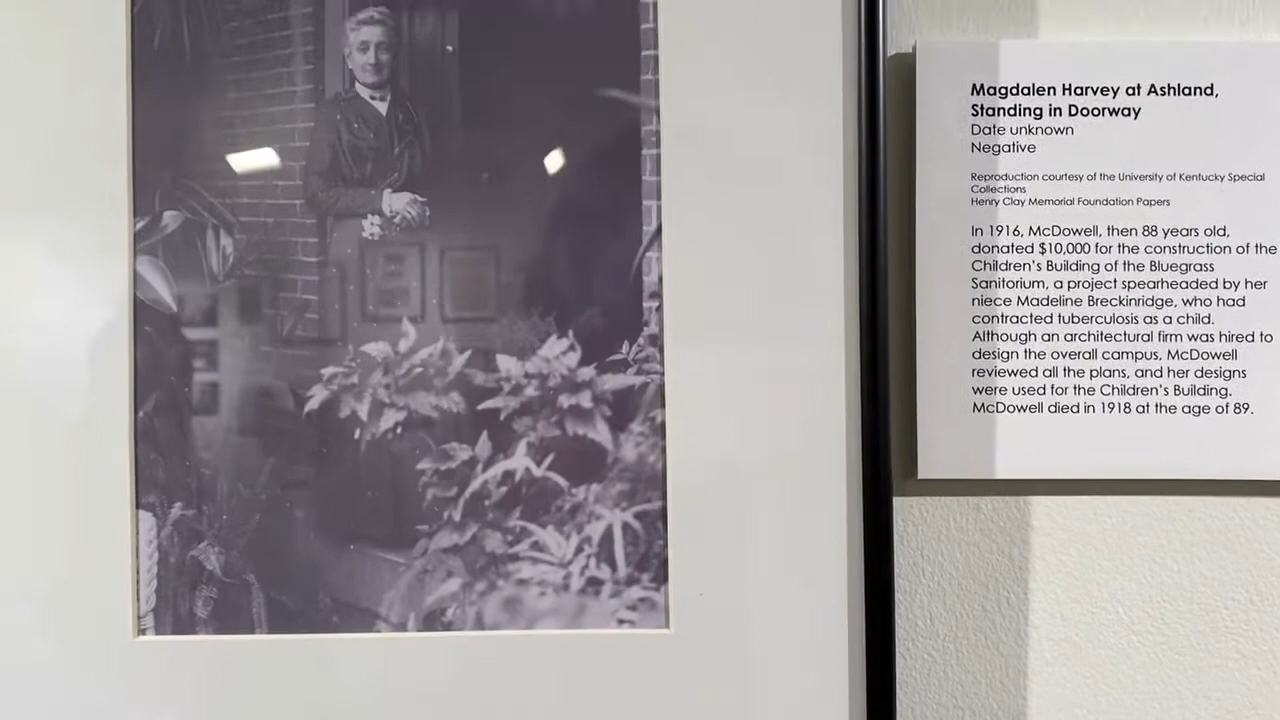 Magdalen Harvey at Ashland,
Standing in Doorway
Date unknown
Negative
Reproduction courtesy of the University of Kentucky Special
Collections
Henry Clay Memorial Foundation Papers
In 1916, McDowell, then 88 years old,
donated $10,000 for the construction of the
Children's Building of the Bluegrass
Sanitorium, a project spearheaded by her
niece Madeline Breckinridge, who had
contracted tuberculosis as a child.
Although an architectural firm was hired to
design the overall campus, McDowell
reviewed all the plans, and her designs
were used for the Children's Building.
McDowell died in 1918 at the age of 89.